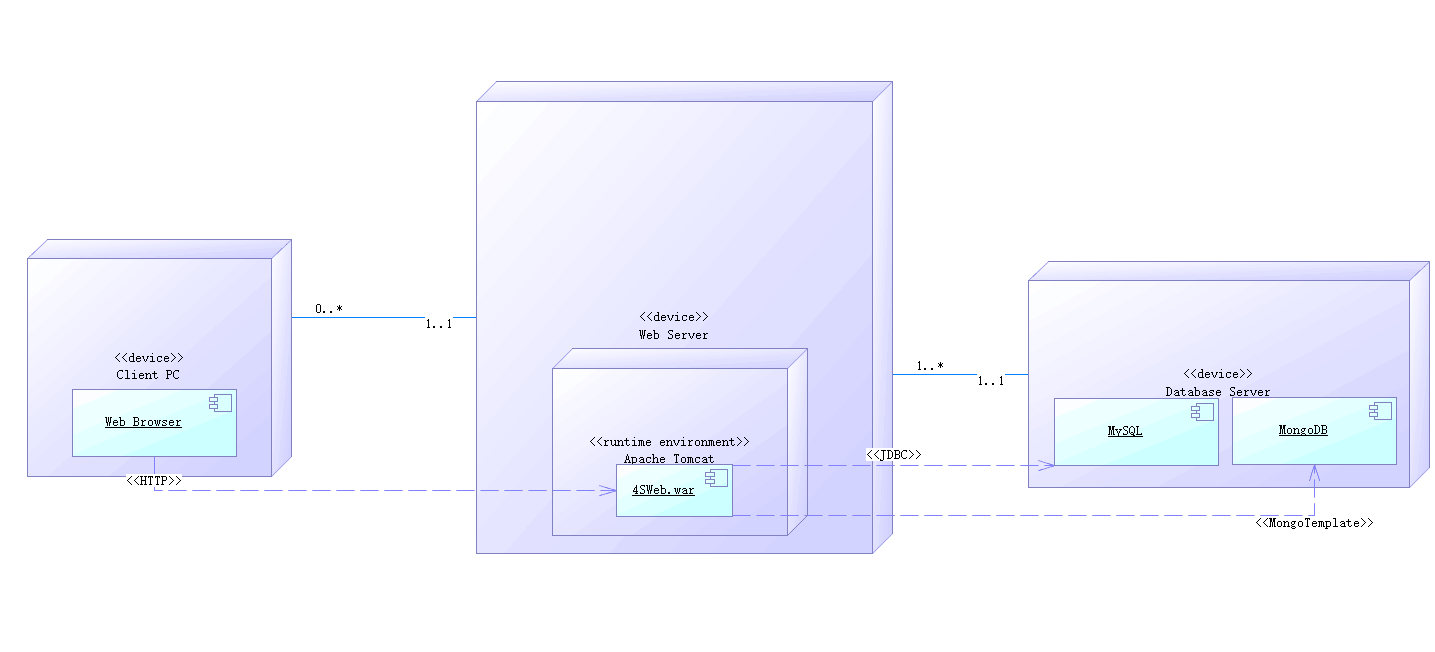 <<device>>
Client PC
Web Browser
<<HTTP>>
0..*
1..1
<<device>>
Web Server
<<runtime environment>>
Apache Tomcat
4SWeb.war
<<JDBC>>
1..*
1..1
<<device>>
Database Server
MySQL
MongoDB
<<MongoTemplate>>